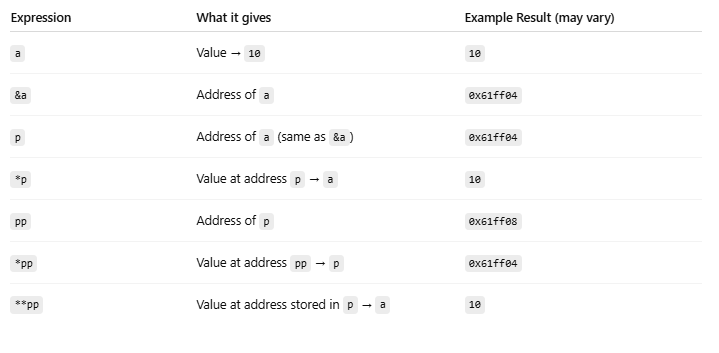 Expression What it gives Example Result (may vary)
a Value → 10 10
&a Address of a 0x61ff04
p Address of a (same as &a) 0x61ff04
*p Value at address p → a 10
pp Address of p 0x61ff08
*pp Value at address pp → p 0x61ff04
**pp Value at address stored in p → a 10